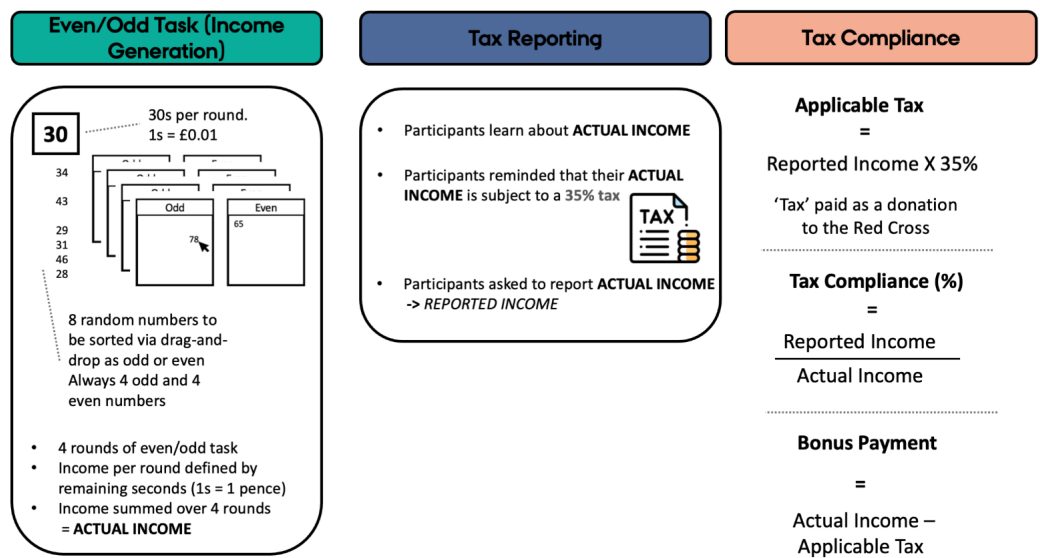 Even/Odd Task (Income
Generation)
30
30s per round.
1s = £0.01
34
43
29
31
46
28
Odd
Even
78
65
8 random numbers to
be sorted via drag-and-
drop as odd or even
Always 4 odd and 4
even numbers
• 4 rounds of even/odd task
• Income per round defined by
remaining seconds (1s = 1 pence)
• Income summed over 4 rounds
= ACTUAL INCOME
Tax Reporting
• Participants learn about ACTUAL INCOME
• Participants reminded that their ACTUAL
INCOME is subject to a 35% tax
TAX
• Participants asked to report ACTUAL INCOME
-> REPORTED INCOME
Tax Compliance
Applicable Tax
=
Reported Income X 35%
‘Tax’ paid as a donation
to the Red Cross
Tax Compliance (%)
=
Reported Income
Actual Income
Bonus Payment
=
Actual Income –
Applicable Tax